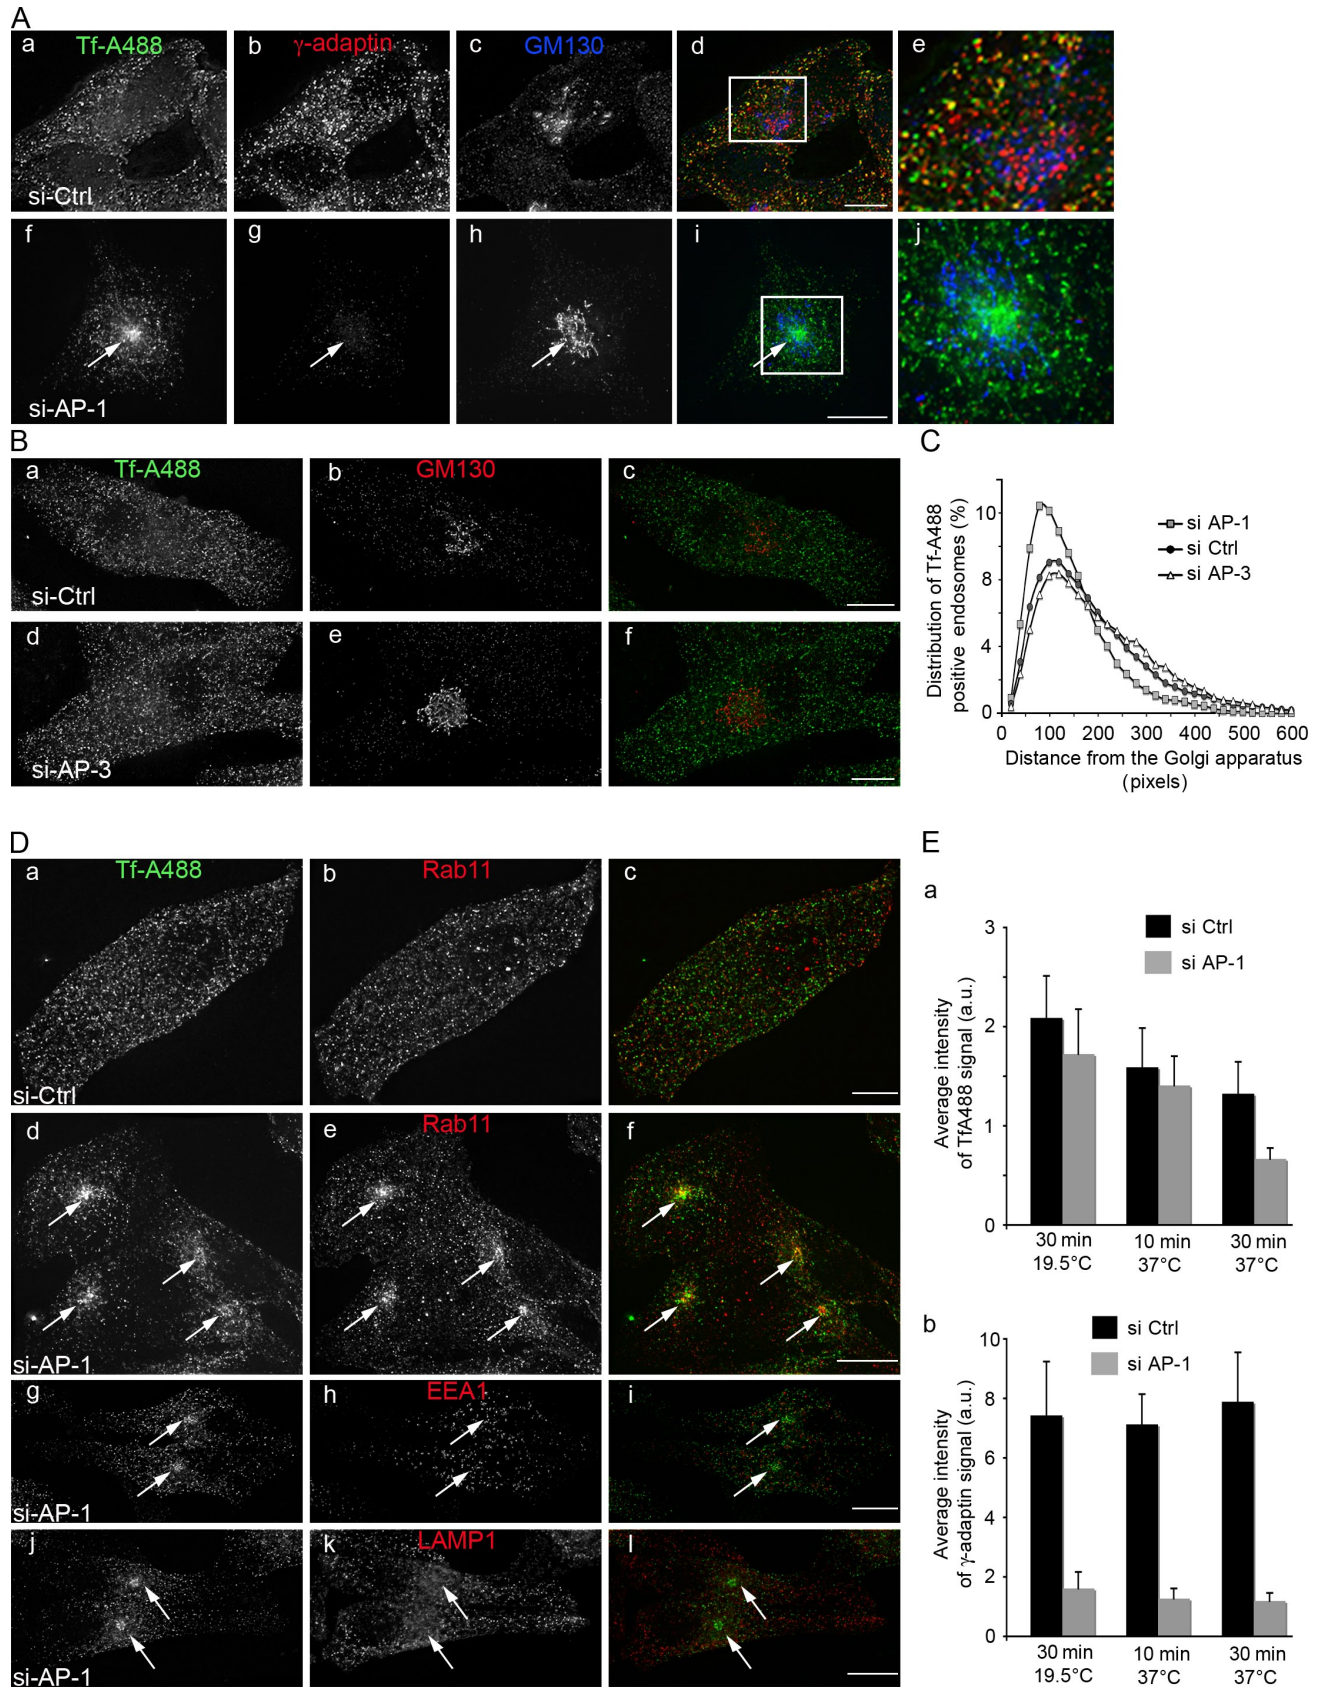 A
a Tf-A488 b γ-adaptin c GM130 d e
si-Ctrl
f g h i j
si-AP-1
B
a Tf-A488 b GM130 c
si-Ctrl
d e f
si-AP-3
C
Distribution of Tf-A488
positive endosomes (%)
10
8
4
0
si AP-1
si Ctrl
si AP-3
0 100 200 300 400 500 600
Distance from the Golgi apparatus
(pixels)
D
a Tf-A488 b Rab11 c
si-Ctrl
d e Rab11 f
si-AP-1
g h EEA1 i
si-AP-1
j k LAMP1 l
si-AP-1
E
a
Average intensity
of TfA488 signal (a.u.)
3
2
1
0
si Ctrl
si AP-1
30 min 10 min 30 min
19.5°C 37°C 37°C
b
Average intensity
of γ-adaptin signal (a.u.)
10
8
6
4
2
0
si Ctrl
si AP-1
30 min 10 min 30 min
19.5°C 37°C 37°C